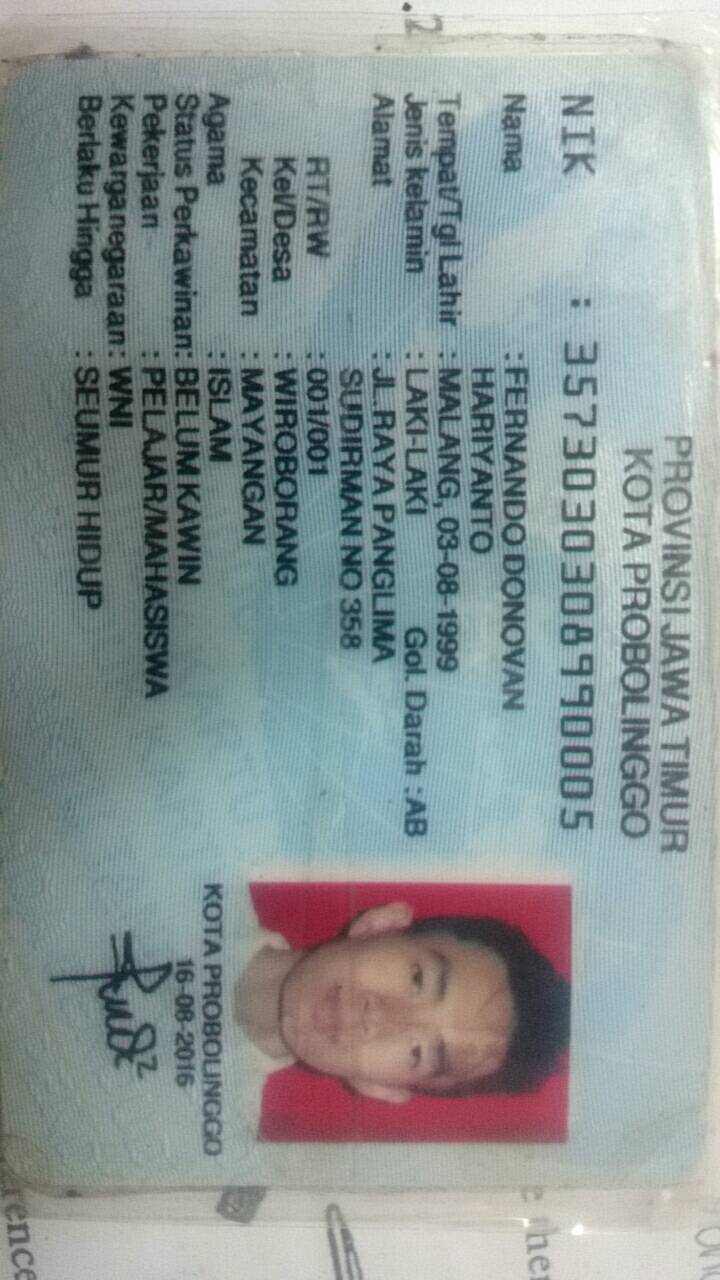 PROVINSI JAWA TIMUR
KOTA PROBOLINGGO
NIK : 3573030308990005
Nama : FERNANDO DONOVAN
HARIYANTO
Tempat/Tgl Lahir : MALANG, 03-08-1999
Jenis kelamin : LAKI-LAKI Gol. Darah : AB
Alamat : JL.RAYA PANGLIMA
SUDIRMAN NO 358
RT/RW : 001/001
Kel/Desa : WIROBORANG
Kecamatan : MAYANGAN
Agama : ISLAM
Status Perkawinan: BELUM KAWIN
Pekerjaan : PELAJAR/MAHASISWA
Kewarganegaraan: WNI
Berlaku Hingga : SEUMUR HIDUP
KOTA PROBOLINGGO
16-08-2016